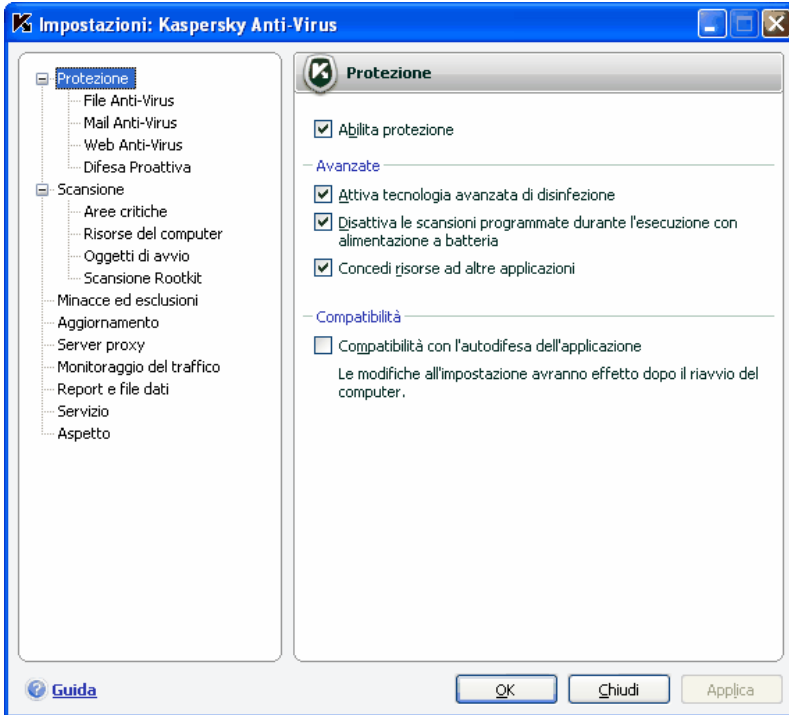 Impostazioni: Kaspersky Anti-Virus
Protezione
File Anti-Virus
Mail Anti-Virus
Web Anti-Virus
Difesa Proattiva
Scansione
Aree critiche
Risorse del computer
Oggetti di avvio
Scansione Rootkit
Minacce ed esclusioni
Aggiornamento
Server proxy
Monitoraggio del traffico
Report e file dati
Servizio
Aspetto
Protezione
Abilita protezione
Avanzate
Attiva tecnologia avanzata di disinfezione
Disattiva le scansioni programmate durante l'esecuzione con
alimentazione a batteria
Concedi risorse ad altre applicazioni
Compatibilità
Compatibilità con l'autodifesa dell'applicazione
Le modifiche all'impostazione avranno effetto dopo il riavvio del
computer.
Guida
OK
Chiudi
Applica